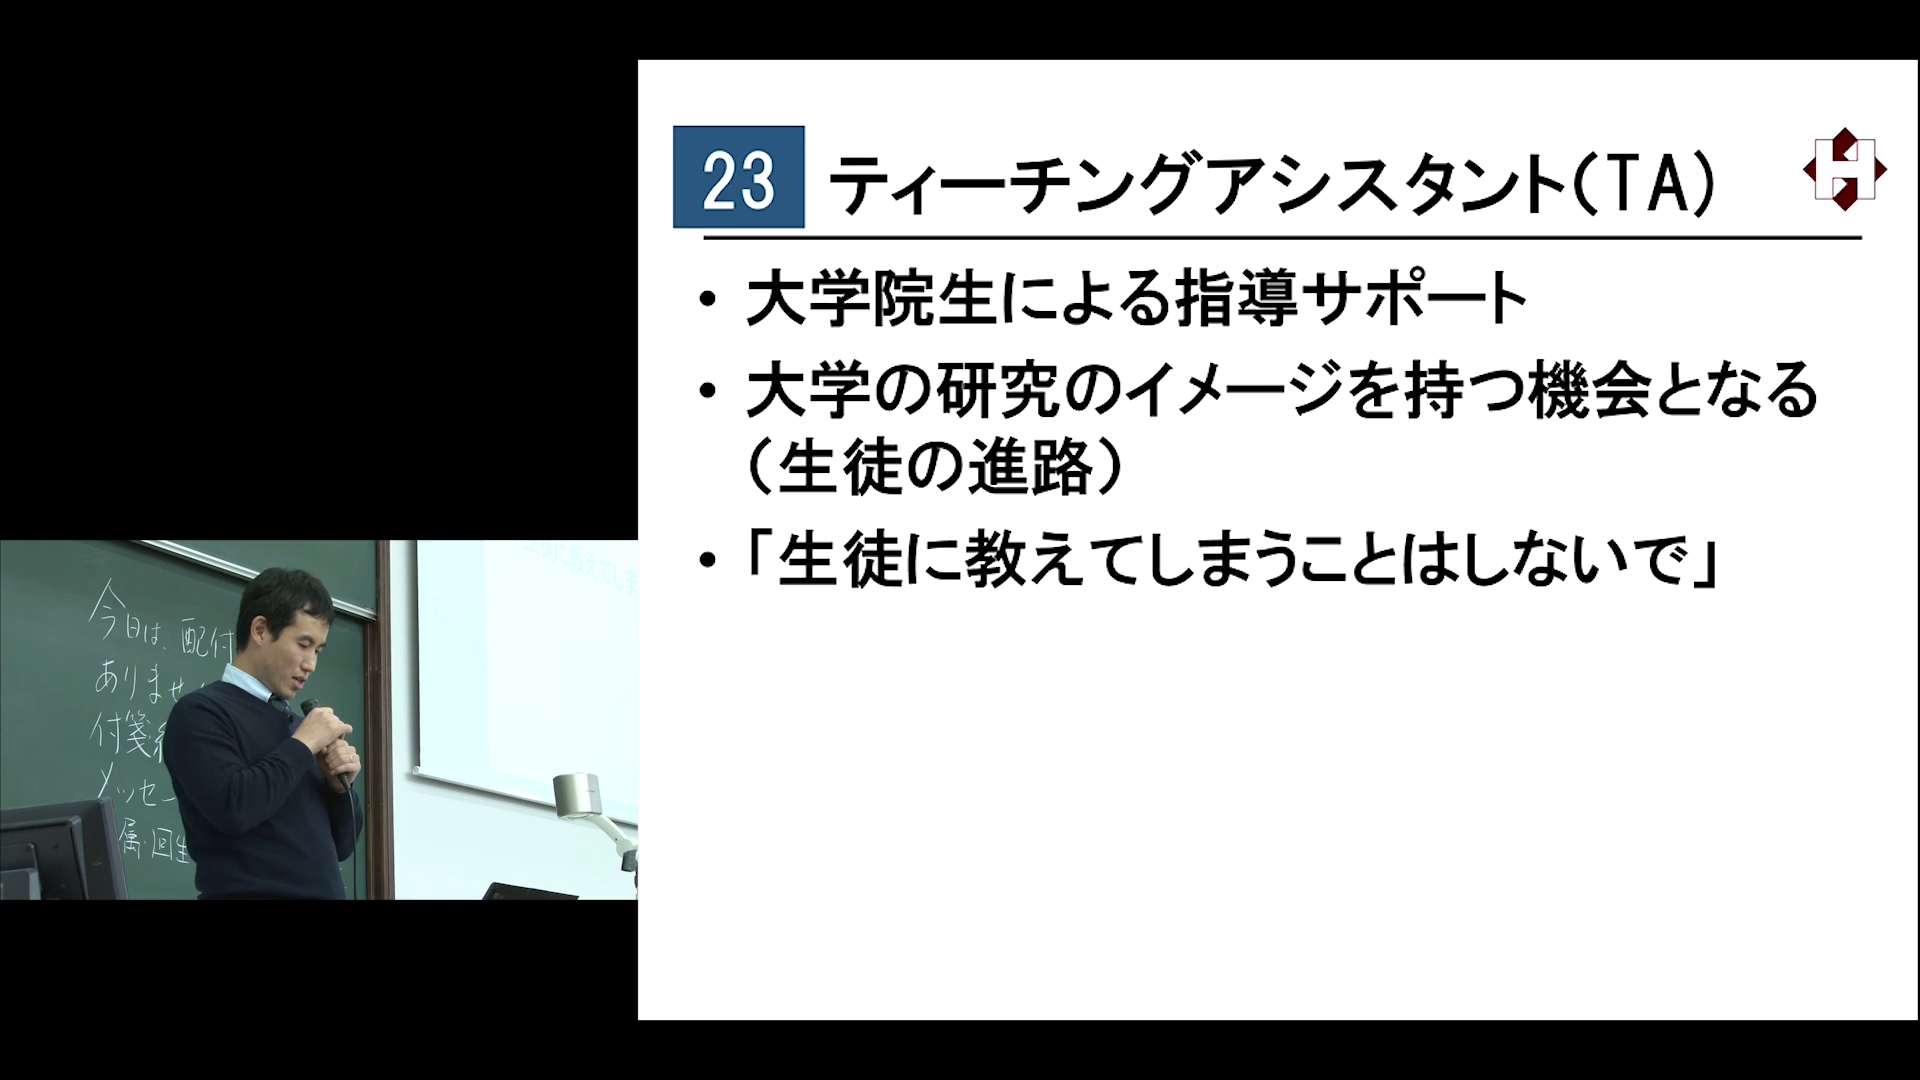 23 ティーチングアシスタント(TA)
・大学院生による指導サポート
・大学の研究のイメージを持つ機会となる
(生徒の進路)
・「生徒に教えてしまうことはしないで」
今日は、配付
ありませ
付箋
メッセー
属・回生